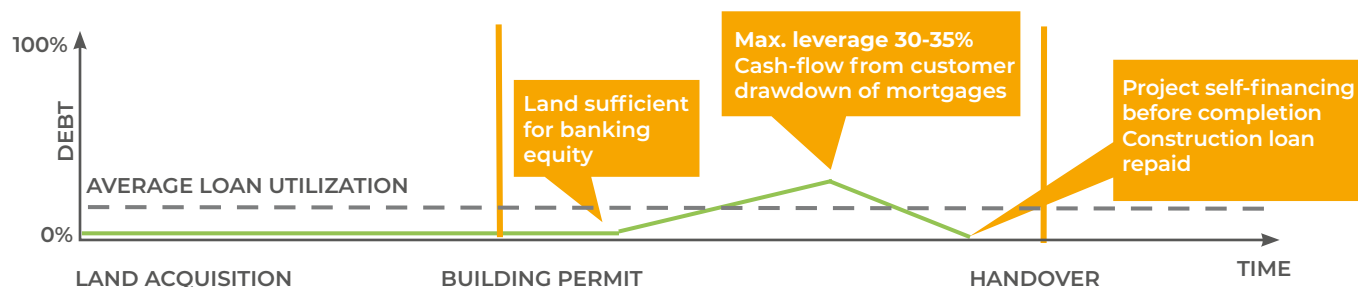 100%
DEBT
0%
AVERAGE LOAN UTILIZATION
Land sufficient
for banking
equity
Max. leverage 30-35%
Cash-flow from customer
drawdown of mortgages
Project self-financing
before completion
Construction loan
repaid
LAND ACQUISITION
BUILDING PERMIT
HANDOVER
TIME